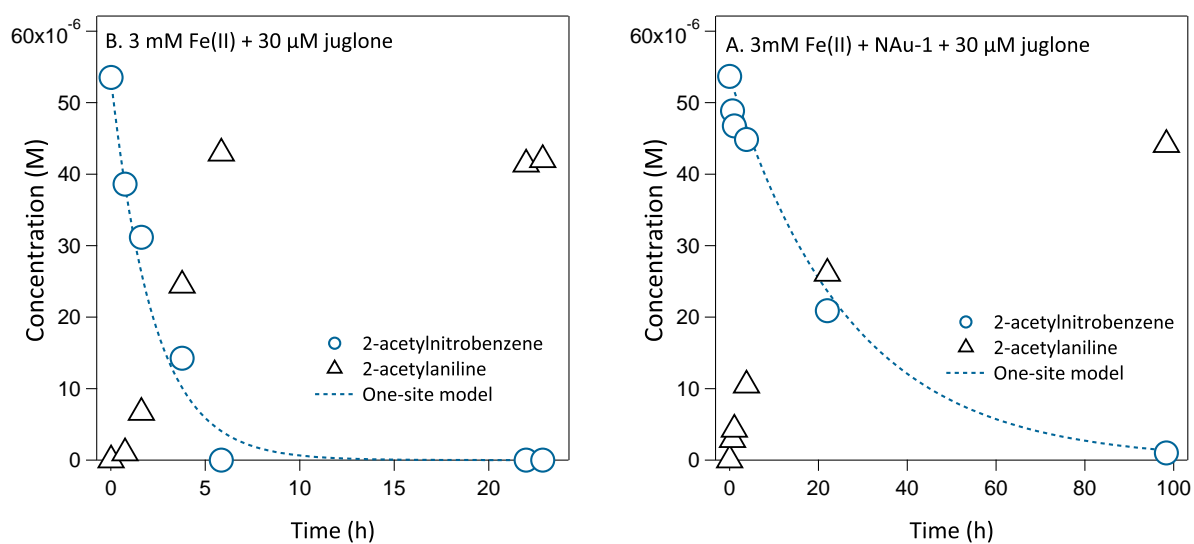 60x10-6
B. 3 mM Fe(II) + 30 µM juglone
50
40
30
20
10
0
Concentration (M)
2-acetylnitrobenzene
2-acetylaniline
One-site model
0 5 10 15 20
Time (h)
60x10-6
A. 3mM Fe(II) + NAu-1 + 30 µM juglone
50
40
30
20
10
0
Concentration (M)
2-acetylnitrobenzene
2-acetylaniline
One-site model
0 20 40 60 80 100
Time (h)